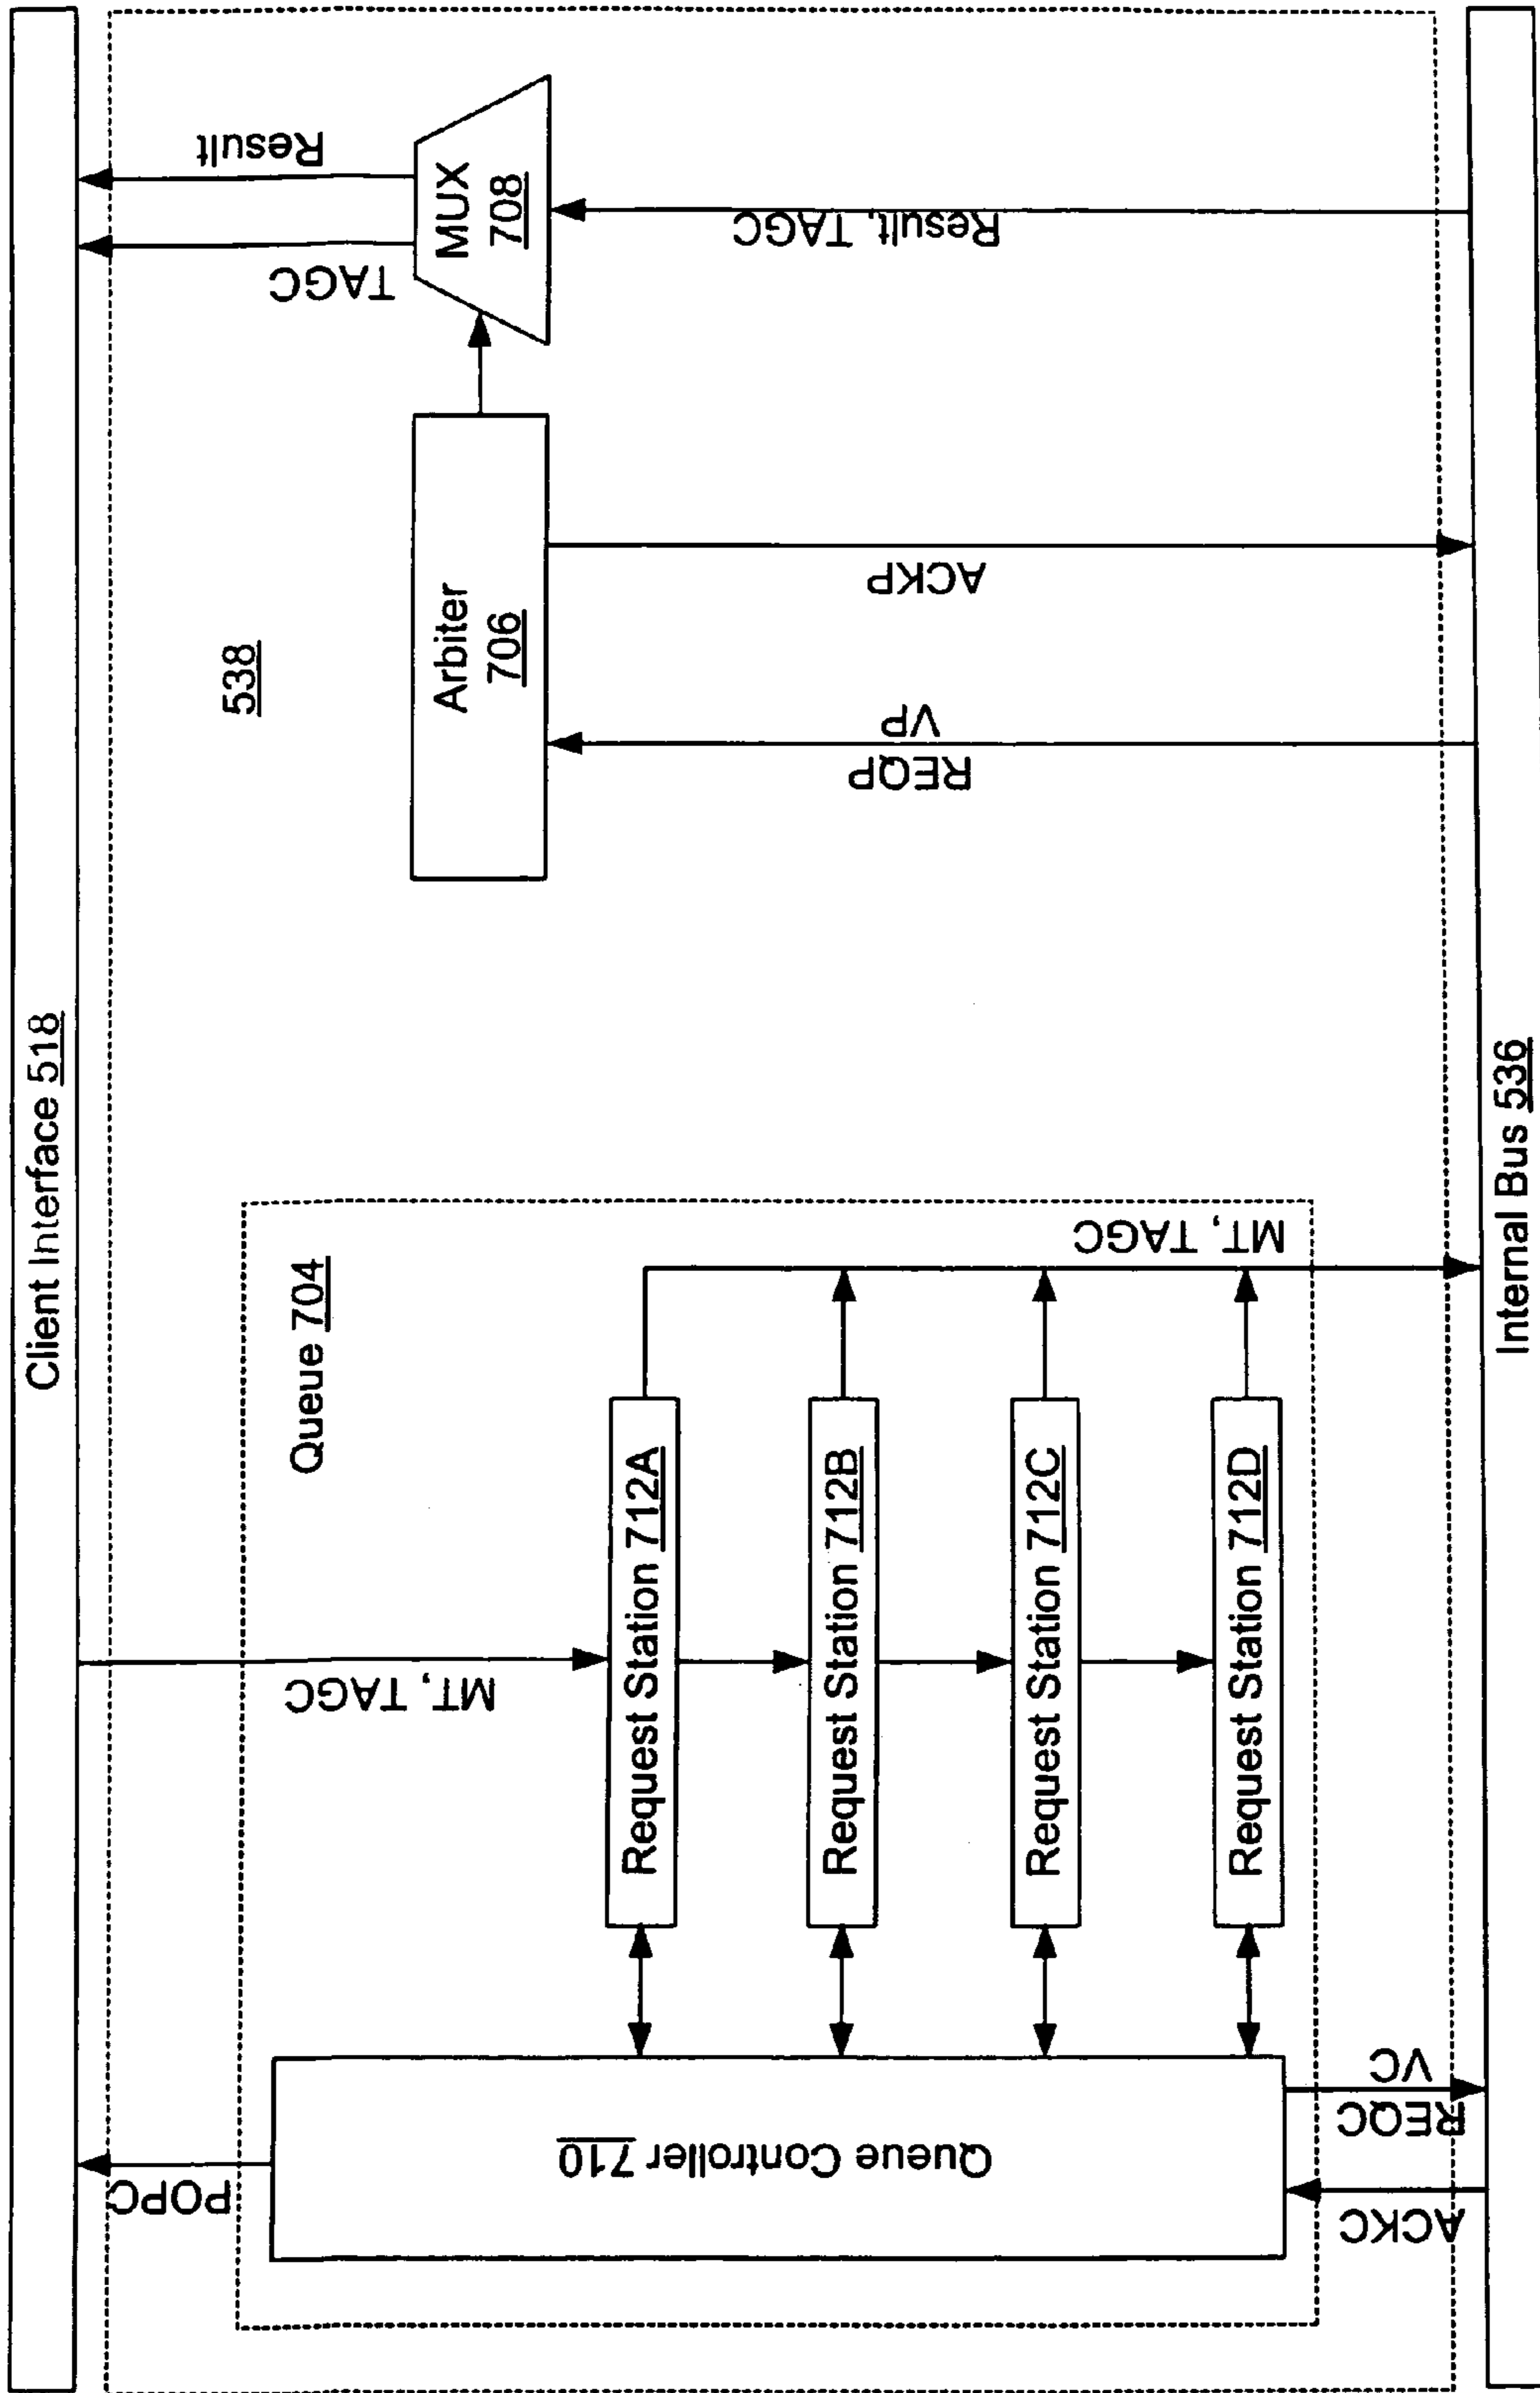 Client Interface 518
POPC
Queue Controller 710
ACKC
REQC
VC
Queue 704
MT, TAGC
Request Station 712A
Request Station 712B
Request Station 712C
Request Station 712D
MT, TAGC
538
Arbiter
706
REQP
VP
ACKP
MUX
708
TAGC
Result
Result, TAGC
Internal Bus 536